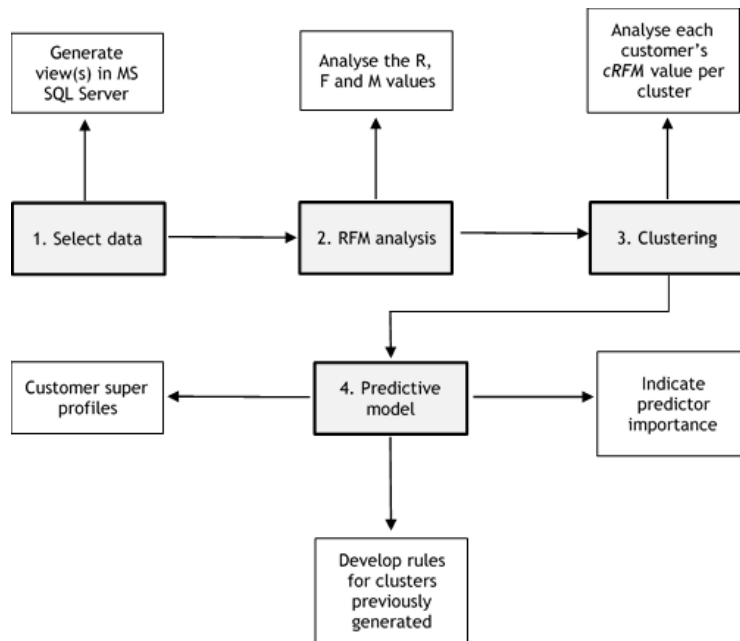 Generate
view(s) in MS
SQL Server
Analyse the R,
F and M values
Analyse each
customer’s
cRFM value per
cluster
1. Select data
2. RFM analysis
3. Clustering
Customer super
profiles
4. Predictive
model
Indicate
predictor
importance
Develop rules
for clusters
previously
generated